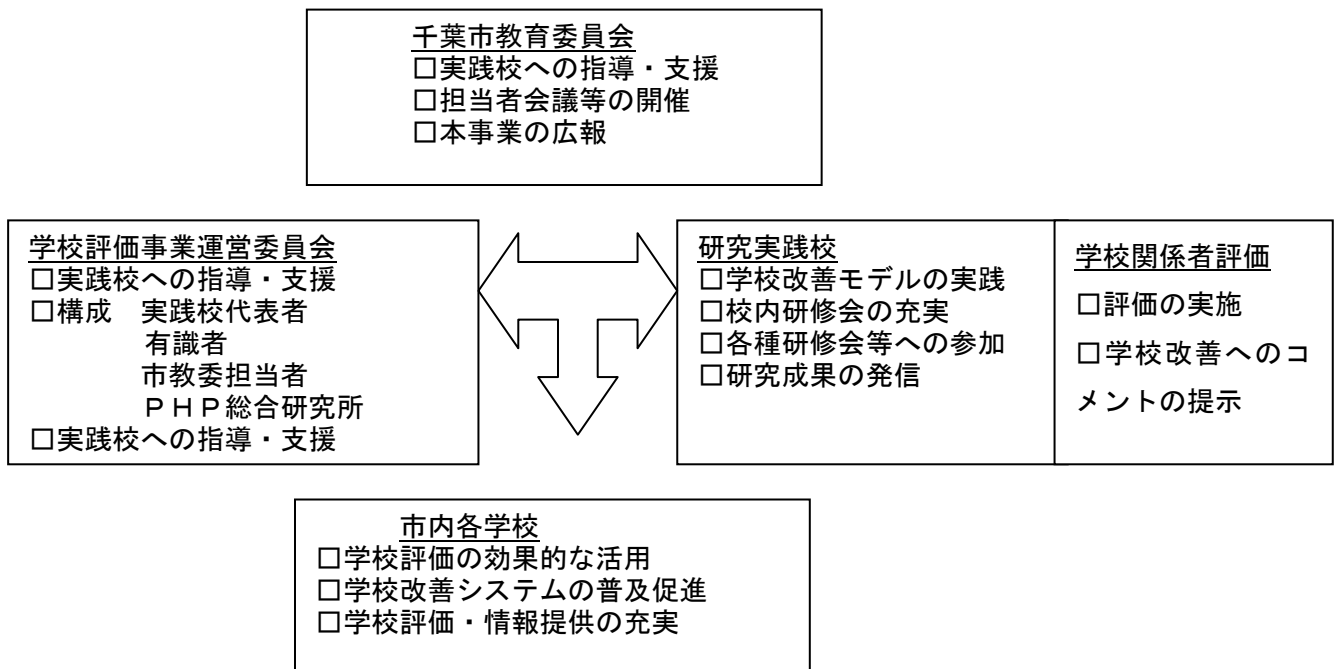 千葉市教育委員会
□実践校への指導・支援
□担当者会議等の開催
□本事業の広報
学校評価事業運営委員会
□実践校への指導・支援
□構成　実践校代表者
有識者
市教委担当者
ＰＨＰ総合研究所
□実践校への指導・支援
研究実践校
□学校改善モデルの実践
□校内研修会の充実
□各種研修会等への参加
□研究成果の発信
学校関係者評価
□評価の実施
□学校改善へのコ
メントの提示
市内各学校
□学校評価の効果的な活用
□学校改善システムの普及促進
□学校評価・情報提供の充実